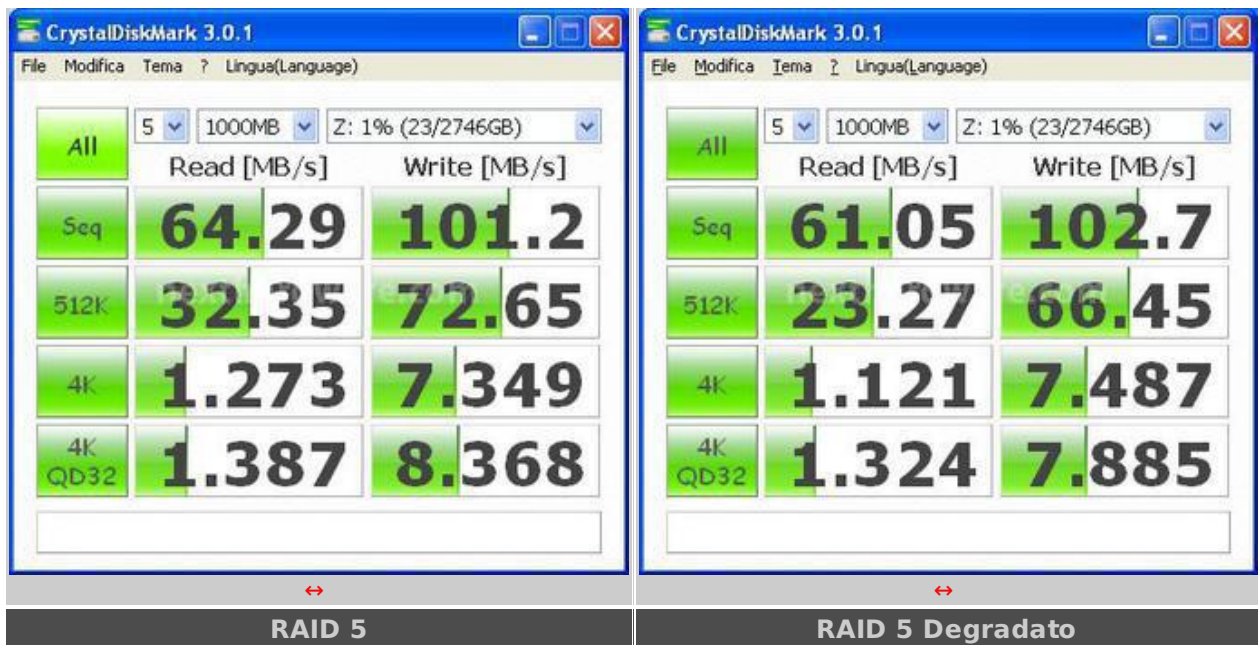 CrystalDiskMark 3.0.1
File Modifica Tema ? Lingua(Language)
All 5 1000MB Z: 1% (23/2746GB)
Read [MB/s] Write [MB/s]
Seq 64.29 101.2
512K 32.35 72.65
4K 1.273 7.349
4K QD32 1.387 8.368
RAID 5
CrystalDiskMark 3.0.1
File Modifica Tema ? Lingua(Language)
All 5 1000MB Z: 1% (23/2746GB)
Read [MB/s] Write [MB/s]
Seq 61.05 102.7
512K 23.27 66.45
4K 1.121 7.487
4K QD32 1.324 7.885
RAID 5 Degradato